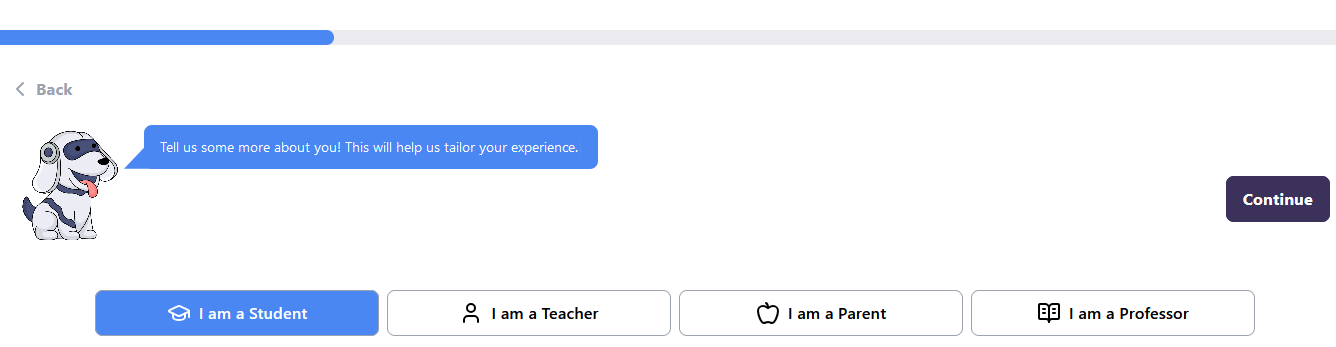 Back
Tell us some more about you! This will help us tailor your experience.
Continue
I am a Student
I am a Teacher
I am a Parent
I am a Professor